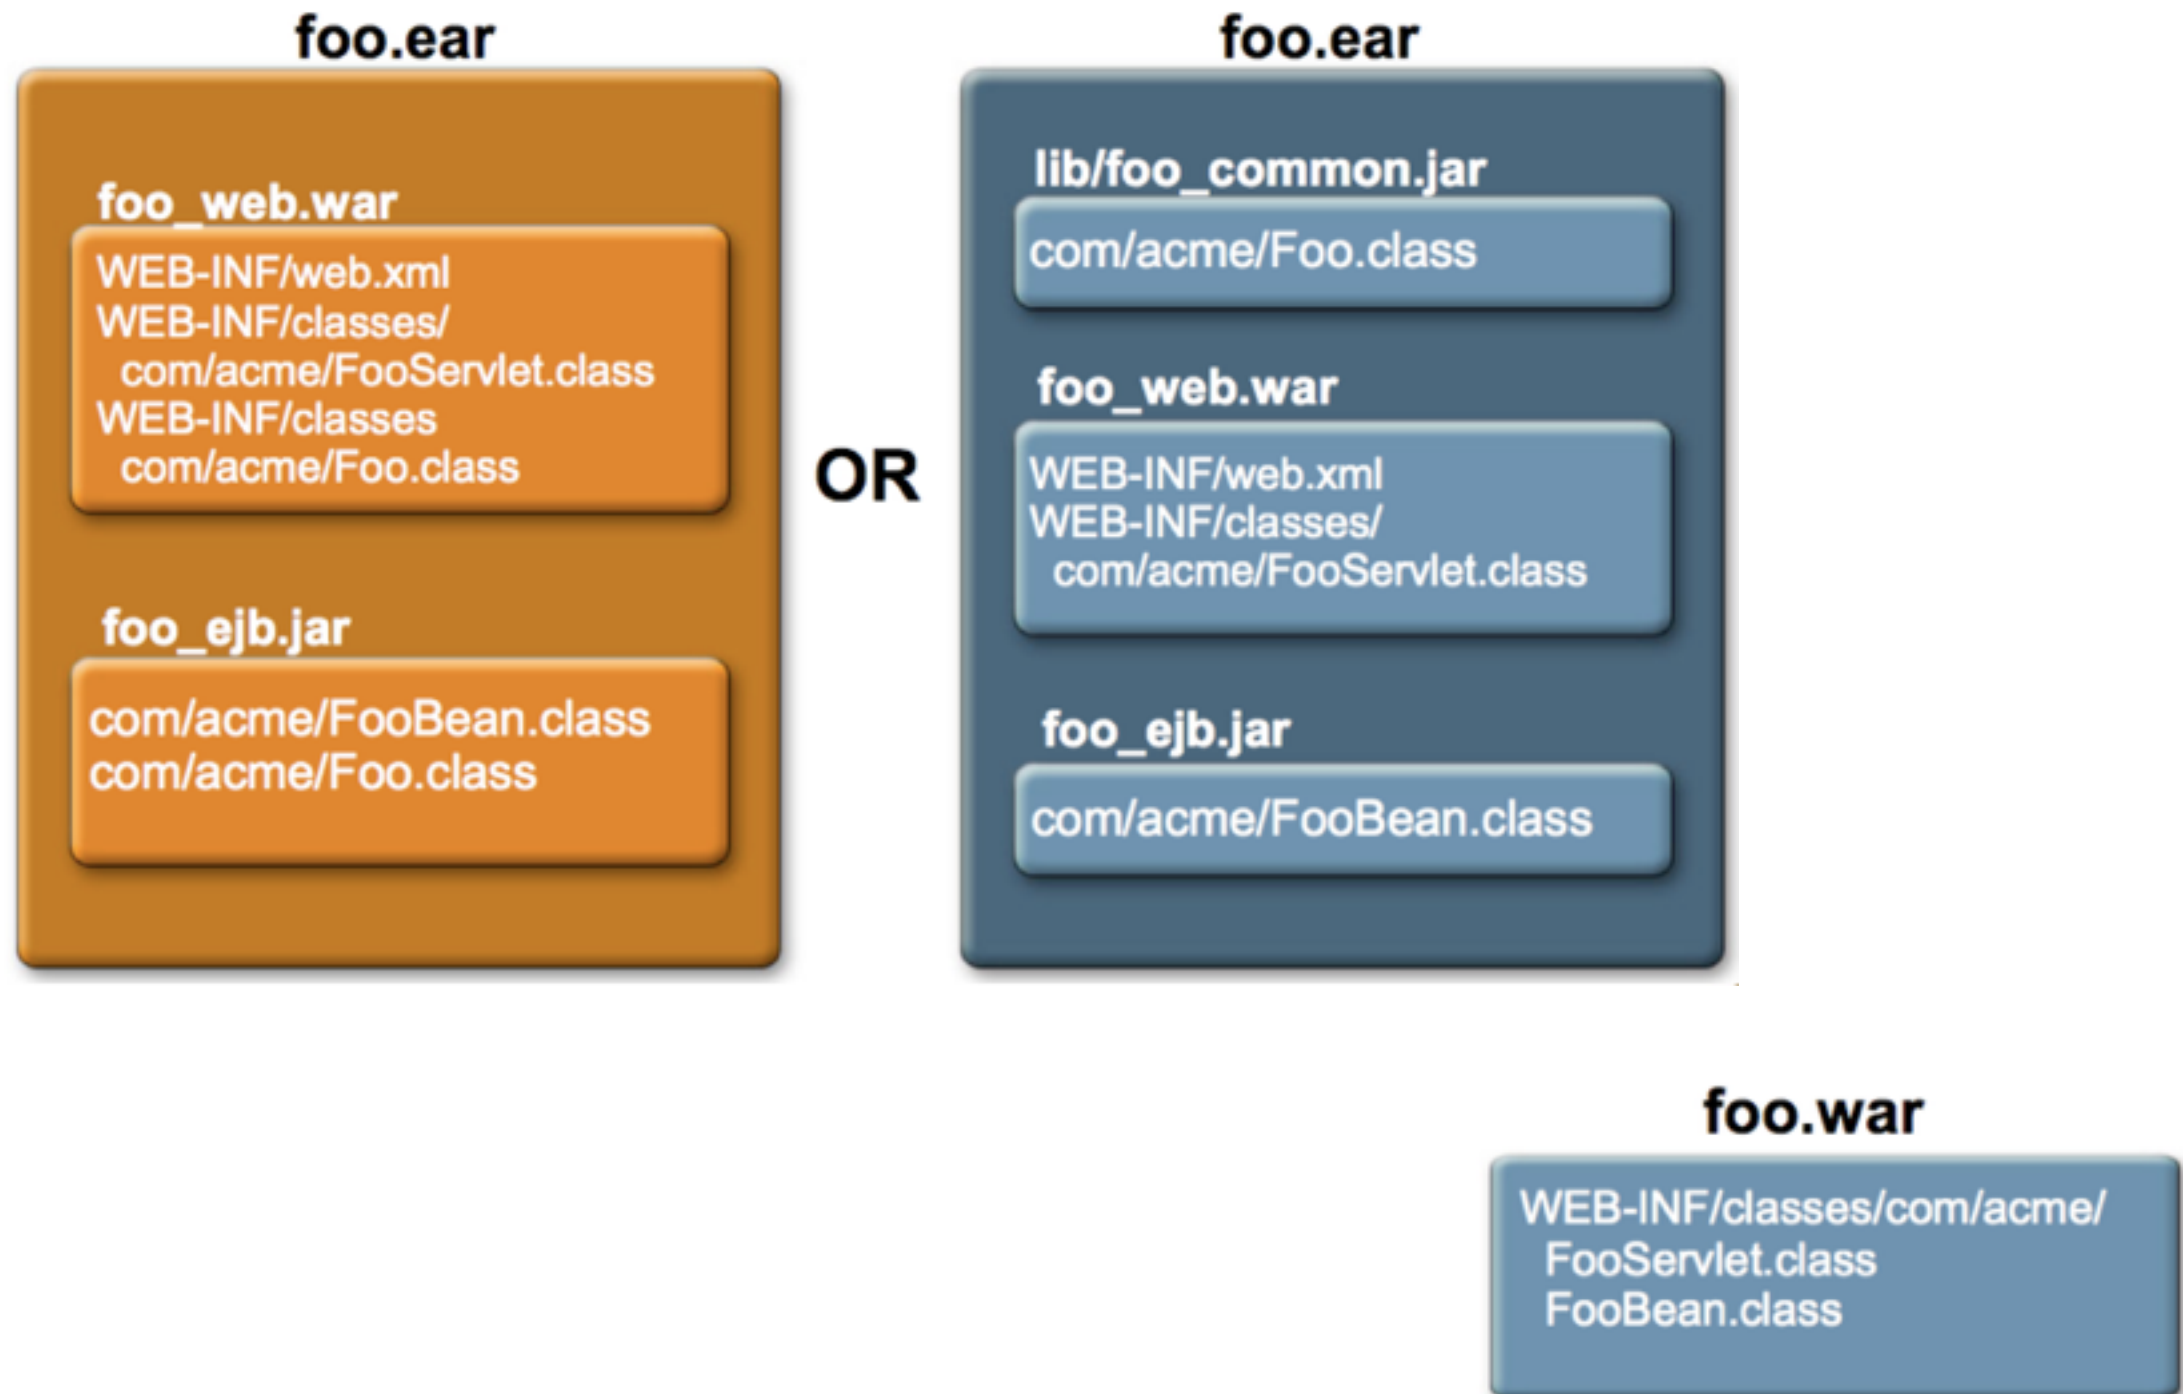 foo.ear
foo_web.war
WEB-INF/web.xml
WEB-INF/classes/
com/acme/FooServlet.class
WEB-INF/classes
com/acme/Foo.class
foo_ejb.jar
com/acme/FooBean.class
com/acme/Foo.class
OR
foo.ear
lib/foo_common.jar
com/acme/Foo.class
foo_web.war
WEB-INF/web.xml
WEB-INF/classes/
com/acme/FooServlet.class
foo_ejb.jar
com/acme/FooBean.class
foo.war
WEB-INF/classes/com/acme/
FooServlet.class
FooBean.class